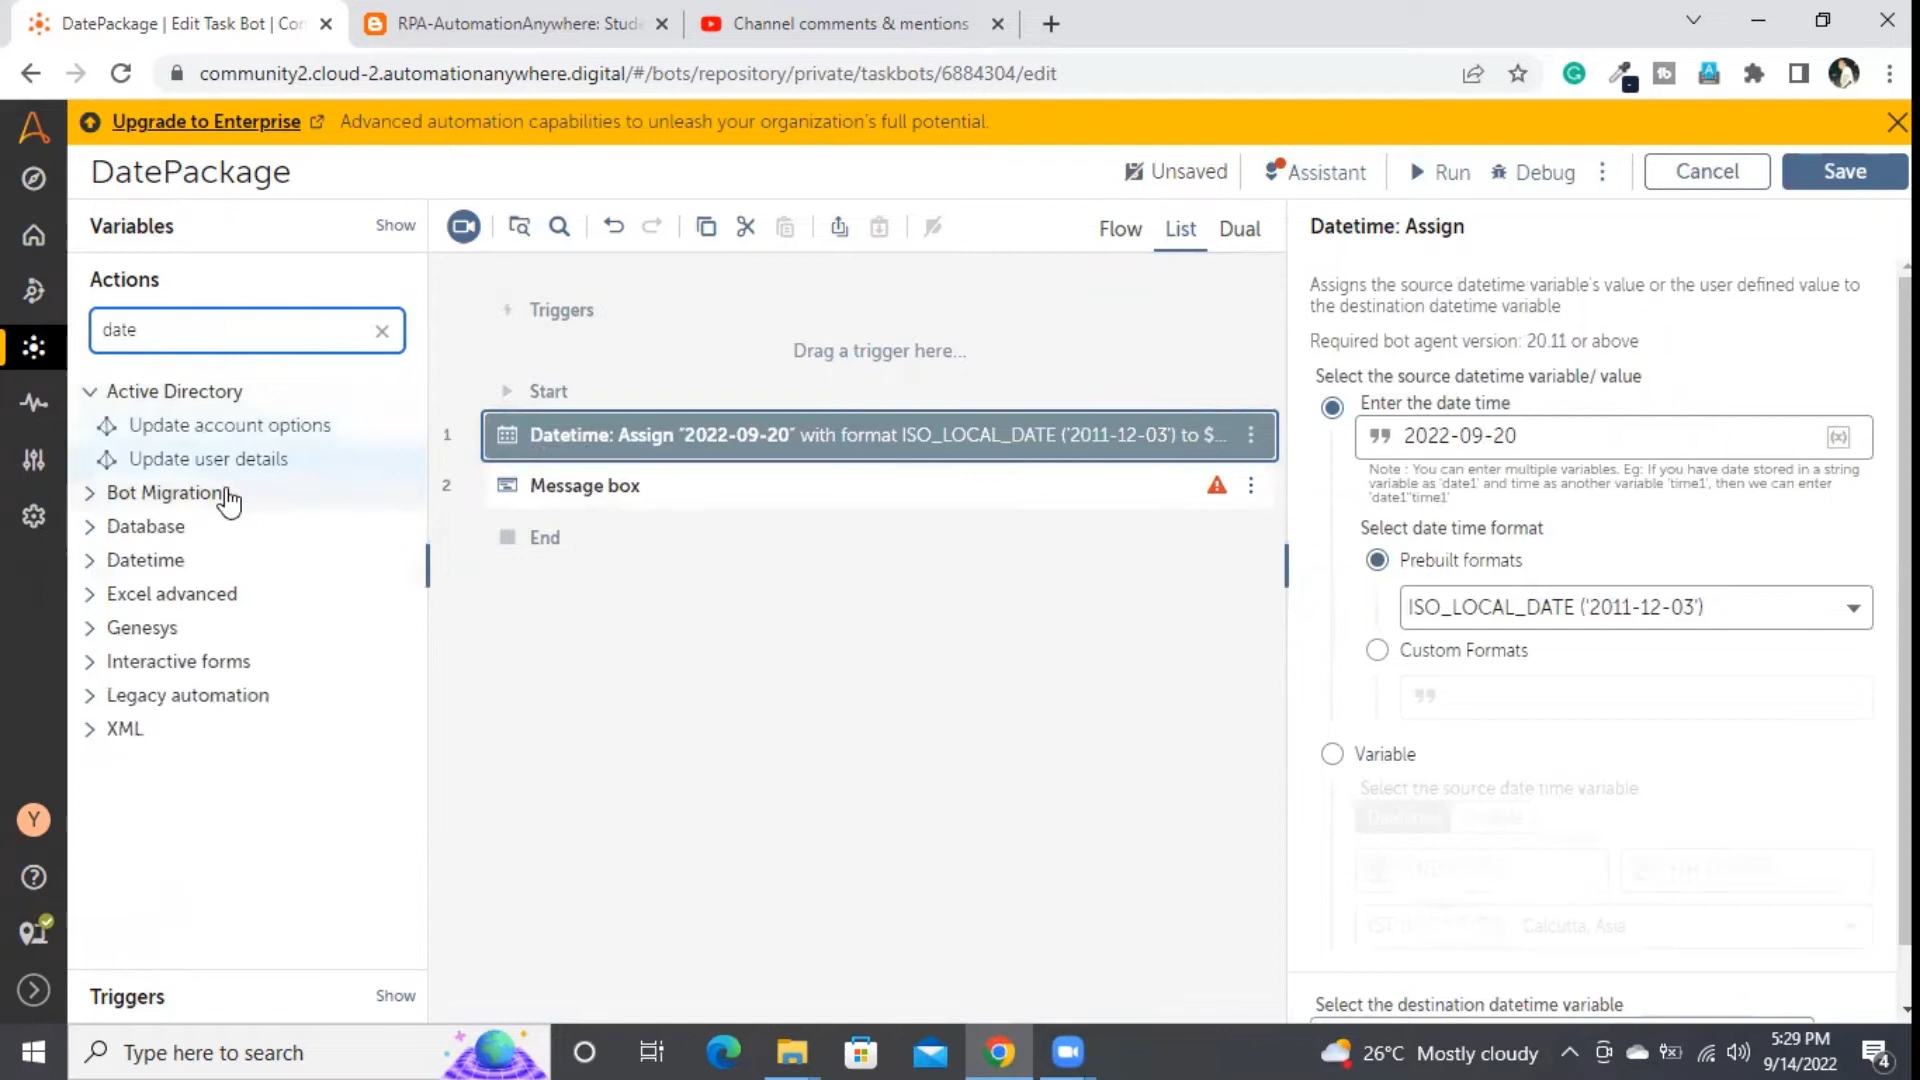 DatePackage | Edit Task Bot | Con
RPA-AutomationAnywhere: Stude
Channel comments & mentions
community2.cloud-2.automationanywhere.digital/#/bots/repository/private/taskbots/6884304/edit
Upgrade to Enterprise
Advanced automation capabilities to unleash your organization's full potential.
DatePackage
Unsaved
Assistant
Run
Debug
Cancel
Save
Variables
Show
Flow
List
Dual
Datetime: Assign
Actions
date
Active Directory
Update account options
Update user details
Bot Migration
Database
Datetime
Excel advanced
Genesys
Interactive forms
Legacy automation
XML
Triggers
Show
Triggers
Drag a trigger here...
Start
1
Datetime: Assign "2022-09-20" with format ISO_LOCAL_DATE ('2011-12-03') to $...
2
Message box
End
Assigns the source datetime variable's value or the user defined value to
the destination datetime variable
Required bot agent version: 20.11 or above
Select the source datetime variable/ value
Enter the date time
2022-09-20
(x)
Note : You can enter multiple variables. Eg: If you have date stored in a string
variable as 'date1' and time as another variable 'time1', then we can enter
'date1''time1'
Select date time format
Prebuilt formats
ISO_LOCAL_DATE ('2011-12-03')
Custom Formats
Variable
Select the source date time variable
Calcutta, Asia
Select the destination datetime variable
Y
Type here to search
26°C Mostly cloudy
5:29 PM
9/14/2022
4